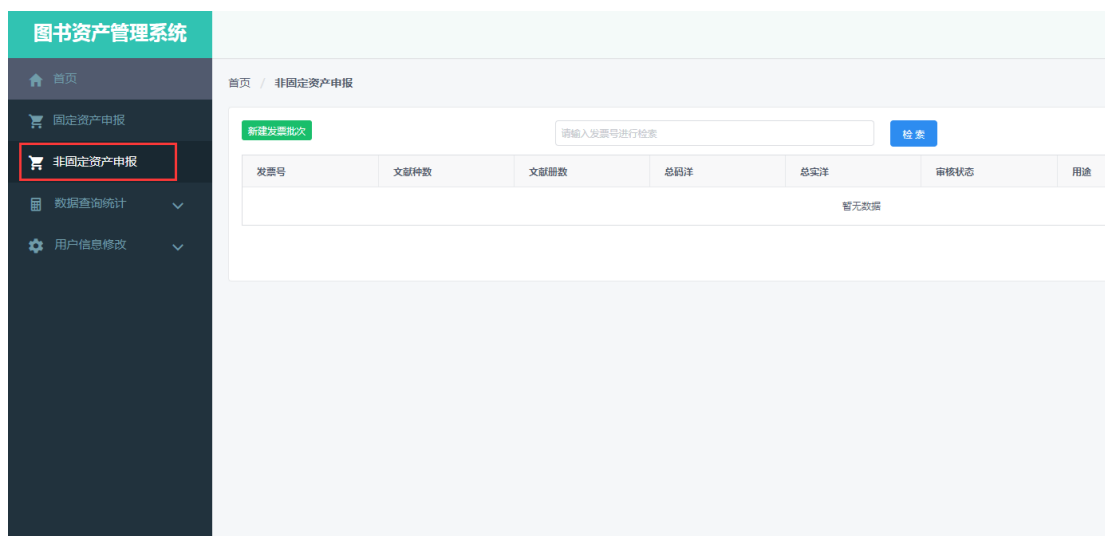 图书资产管理系统
首页
固定资产申报
非固定资产申报
数据查询统计
用户信息修改
首页 / 非固定资产申报
新建发票批次 请输入发票号进行检索 检 索
发票号 文献种数 文献册数 总码洋 总实洋 审核状态 用途
暂无数据